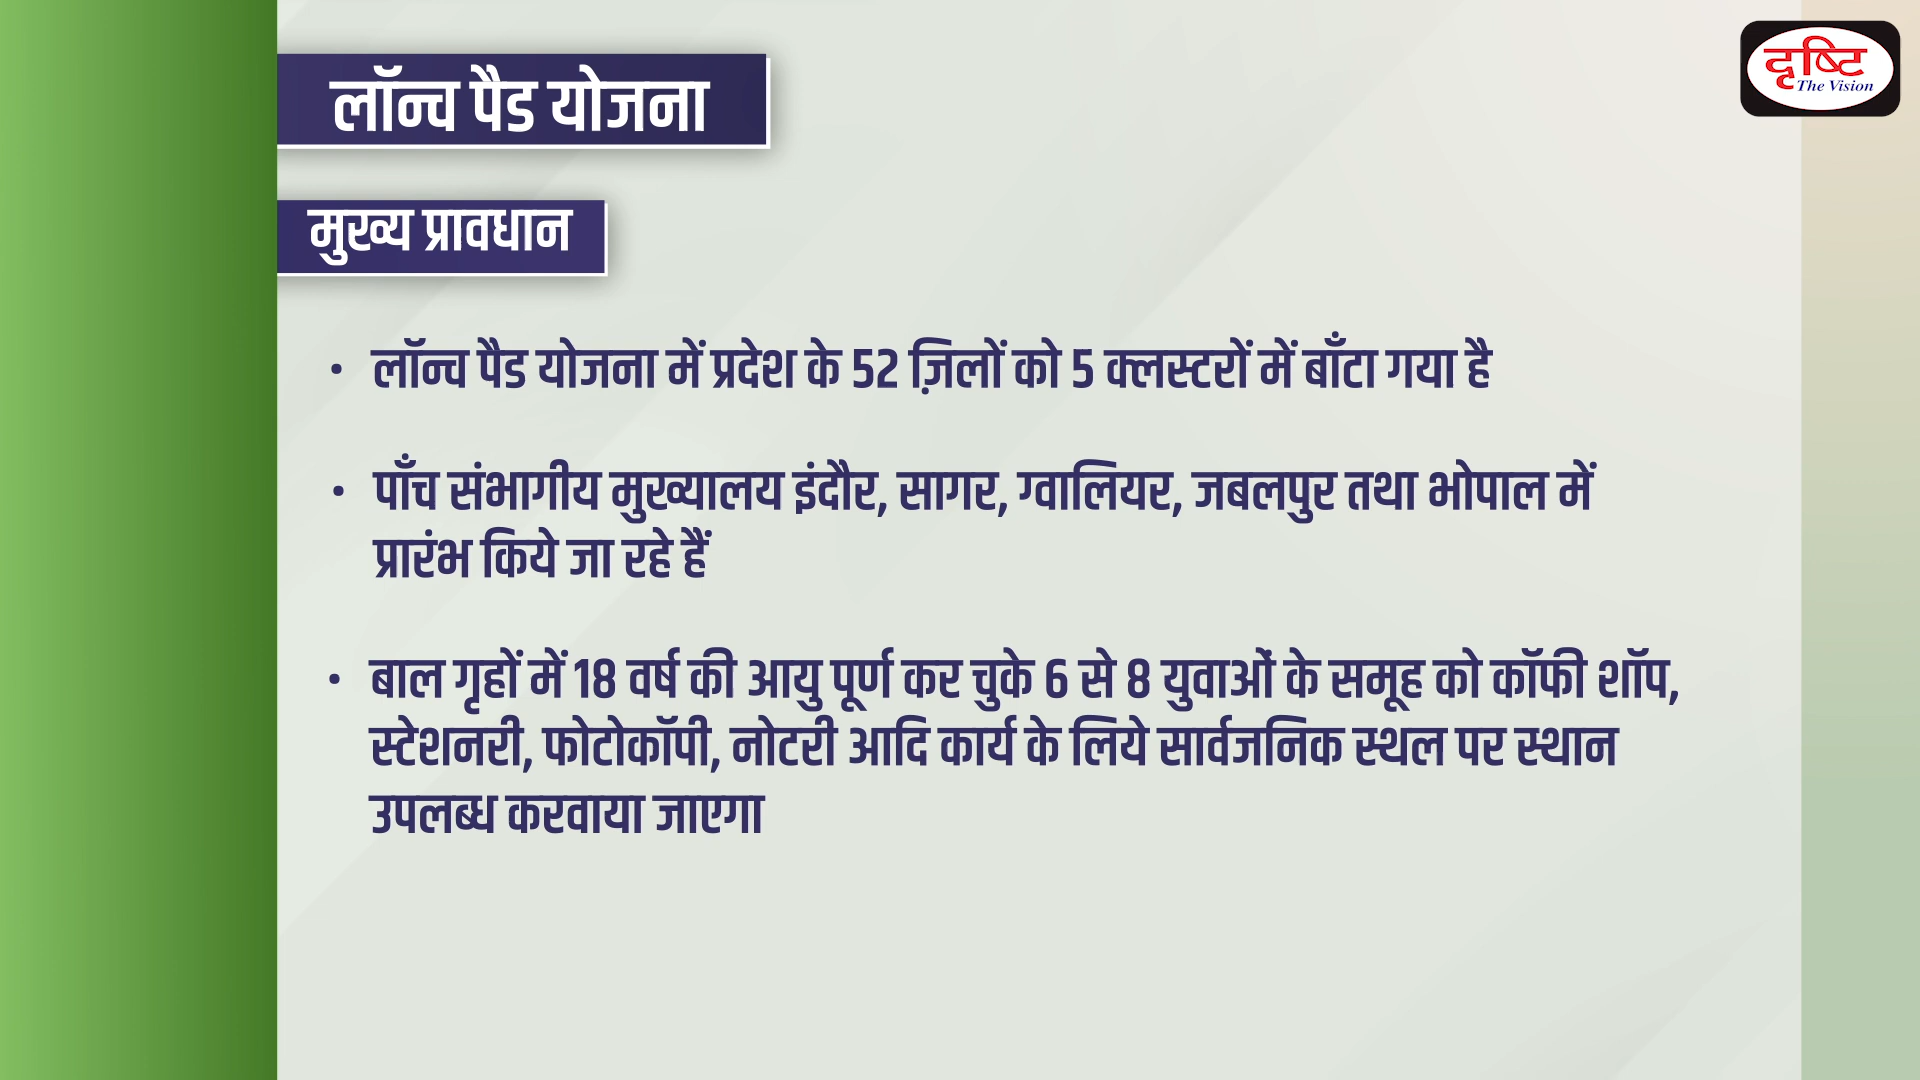 दृष्टि
The Vision
लॉन्च पैड योजना
मुख्य प्रावधान
• लॉन्च पैड योजना में प्रदेश के 52 ज़िलों को 5 क्लस्टरों में बाँटा गया है
• पाँच संभागीय मुख्यालय इंदौर, सागर, ग्वालियर, जबलपुर तथा भोपाल में
प्रारंभ किये जा रहे हैं
• बाल गृहों में 18 वर्ष की आयु पूर्ण कर चुके 6 से 8 युवाओं के समूह को कॉफी शॉप,
स्टेशनरी, फोटोकॉपी, नोटरी आदि कार्य के लिये सार्वजनिक स्थल पर स्थान
उपलब्ध करवाया जाएगा